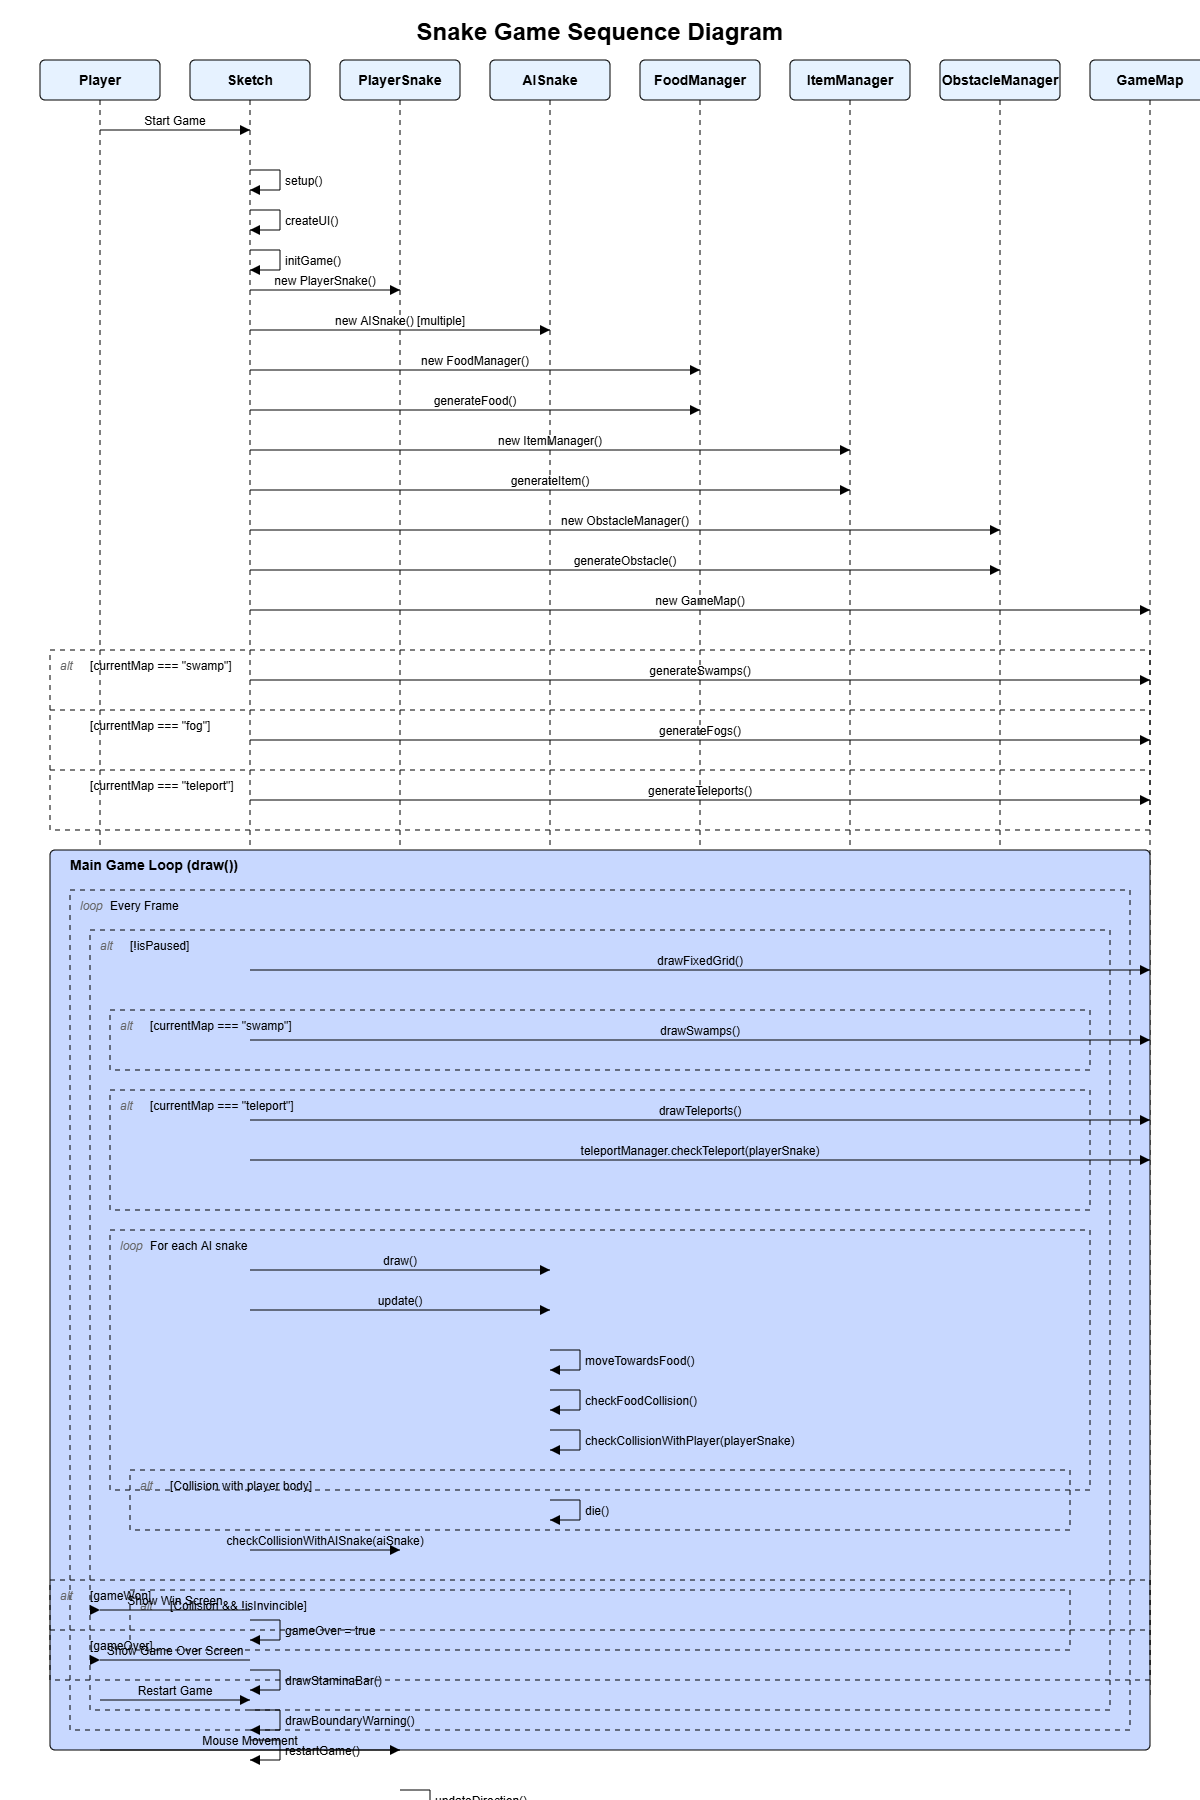 Snake Game Sequence Diagram
Player
Sketch
PlayerSnake
AISnake
FoodManager
ItemManager
ObstacleManager
GameMap
Start Game
setup()
createUI()
initGame()
new PlayerSnake()
new AISnake() [multiple]
new FoodManager()
generateFood()
new ItemManager()
generateItem()
new ObstacleManager()
generateObstacle()
new GameMap()
alt [currentMap === "swamp"]
generateSwamps()
[currentMap === "fog"]
generateFogs()
[currentMap === "teleport"]
generateTeleports()
Main Game Loop (draw())
loop Every Frame
alt [!isPaused]
drawFixedGrid()
alt [currentMap === "swamp"]
drawSwamps()
alt [currentMap === "teleport"]
drawTeleports()
teleportManager.checkTeleport(playerSnake)
loop For each AI snake
draw()
update()
moveTowardsFood()
checkFoodCollision()
checkCollisionWithPlayer(playerSnake)
alt [Collision with player body]
die()
checkCollisionWithAISnake(aiSnake)
alt [gameWon]
Show Win Screen
alt [Collision && !isInvincible]
gameOver = true
[gameOver]
Show Game Over Screen
drawStaminaBar()
Restart Game
drawBoundaryWarning()
Mouse Movement
restartGame()
updateDirection()